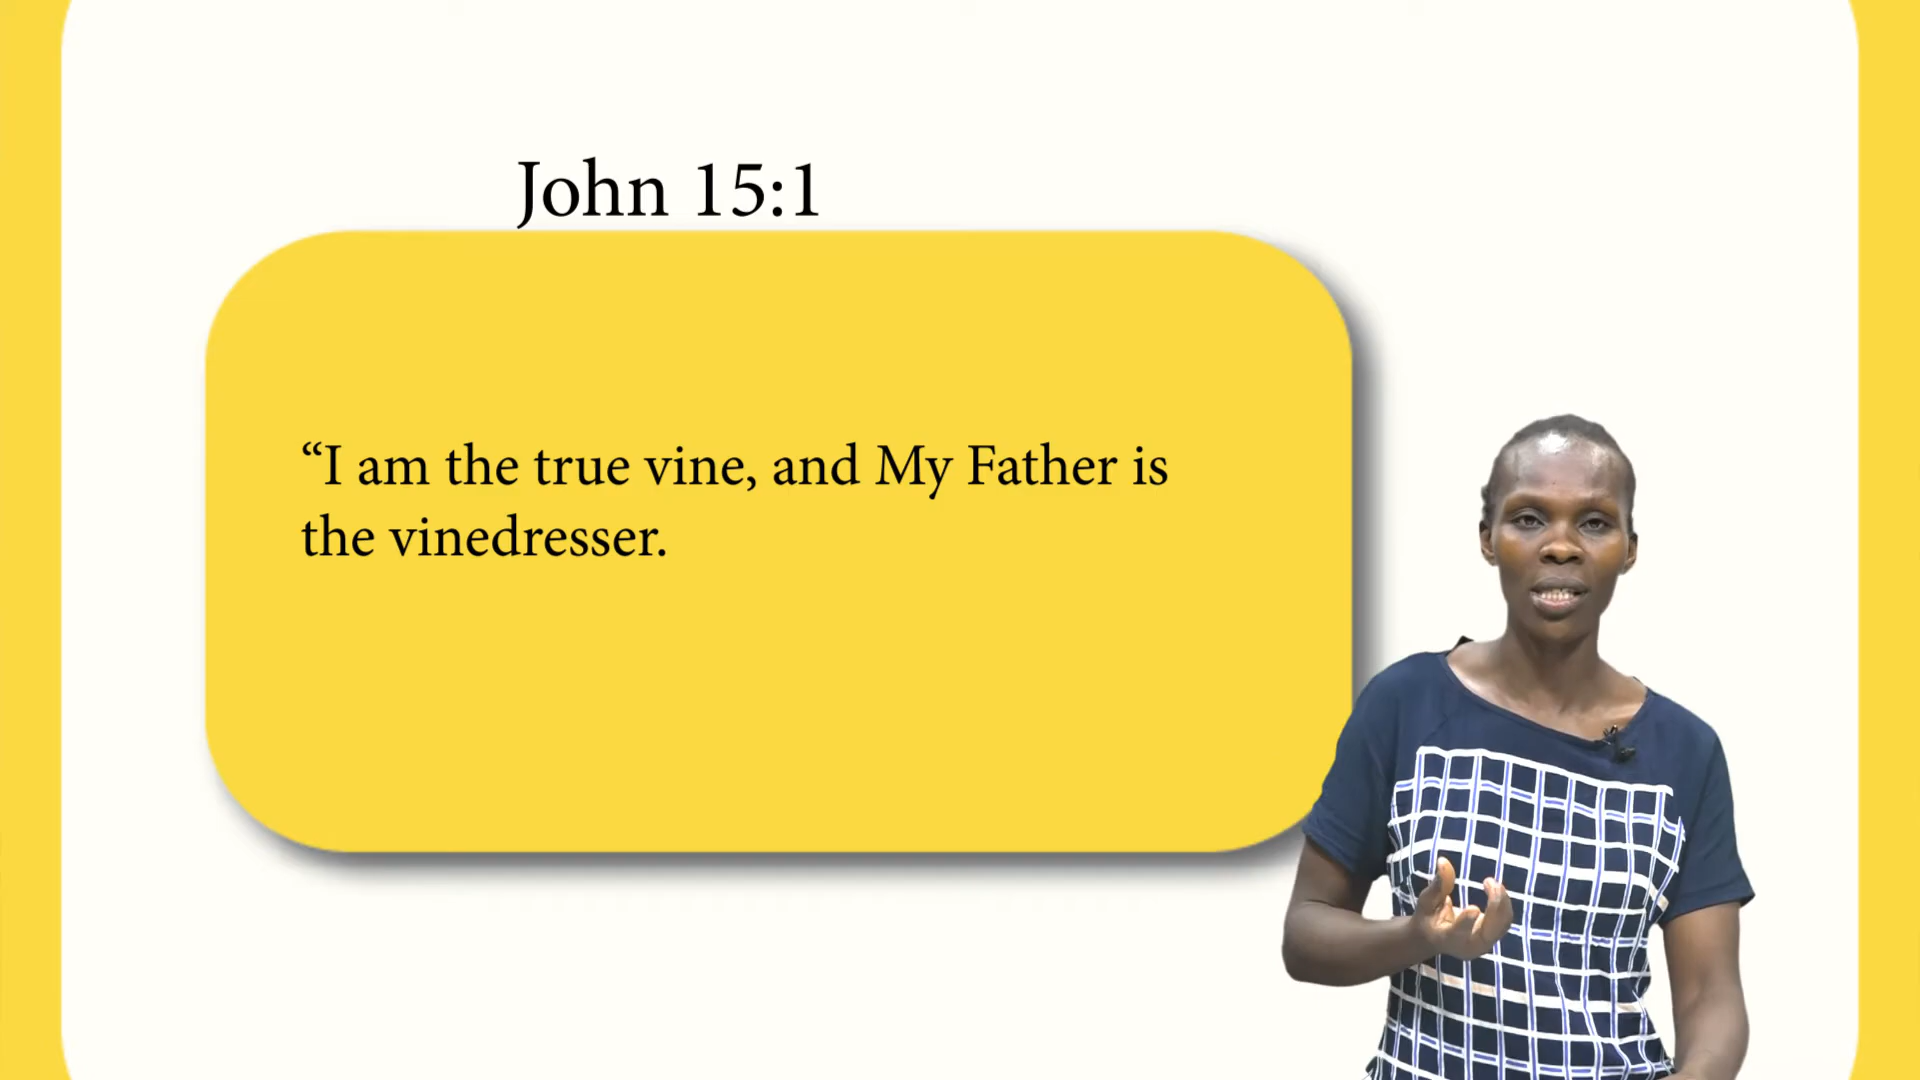 John 15:1
“I am the true vine, and My Father is
the vinedresser.